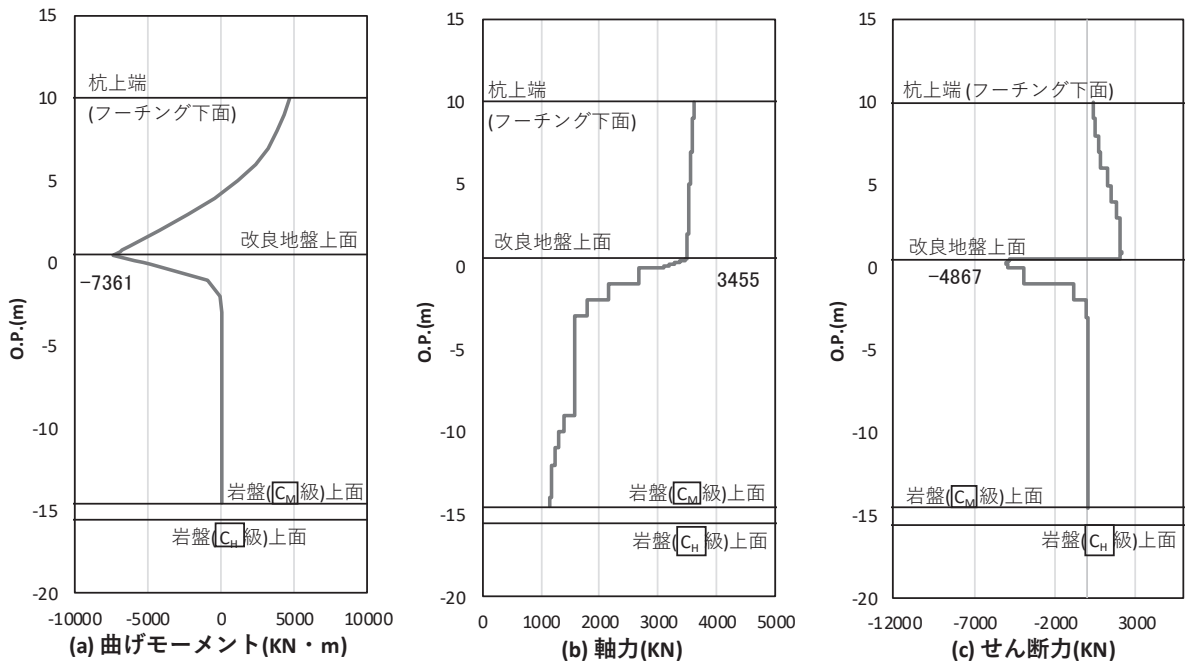 15
10
5
0
-5
-10
-15
-20
O.P.(m)
杭上端
(フーチング下面)
改良地盤上面
-7361
岩盤(CM級)上面
岩盤(CH級)上面
-10000 -5000 0 5000 10000
(a) 曲げモーメント(KN・m)
15
10
5
0
-5
-10
-15
-20
O.P.(m)
杭上端
(フーチング下面)
改良地盤上面
3455
岩盤(CM級)上面
岩盤(CH級)上面
0 1000 2000 3000 4000 5000
(b) 軸力(KN)
15
10
5
0
-5
-10
-15
-20
O.P.(m)
杭上端 (フーチング下面)
改良地盤上面
-4867
岩盤(CM級)上面
岩盤(CH級)上面
-12000 -7000 -2000 3000
(c) せん断力(KN)